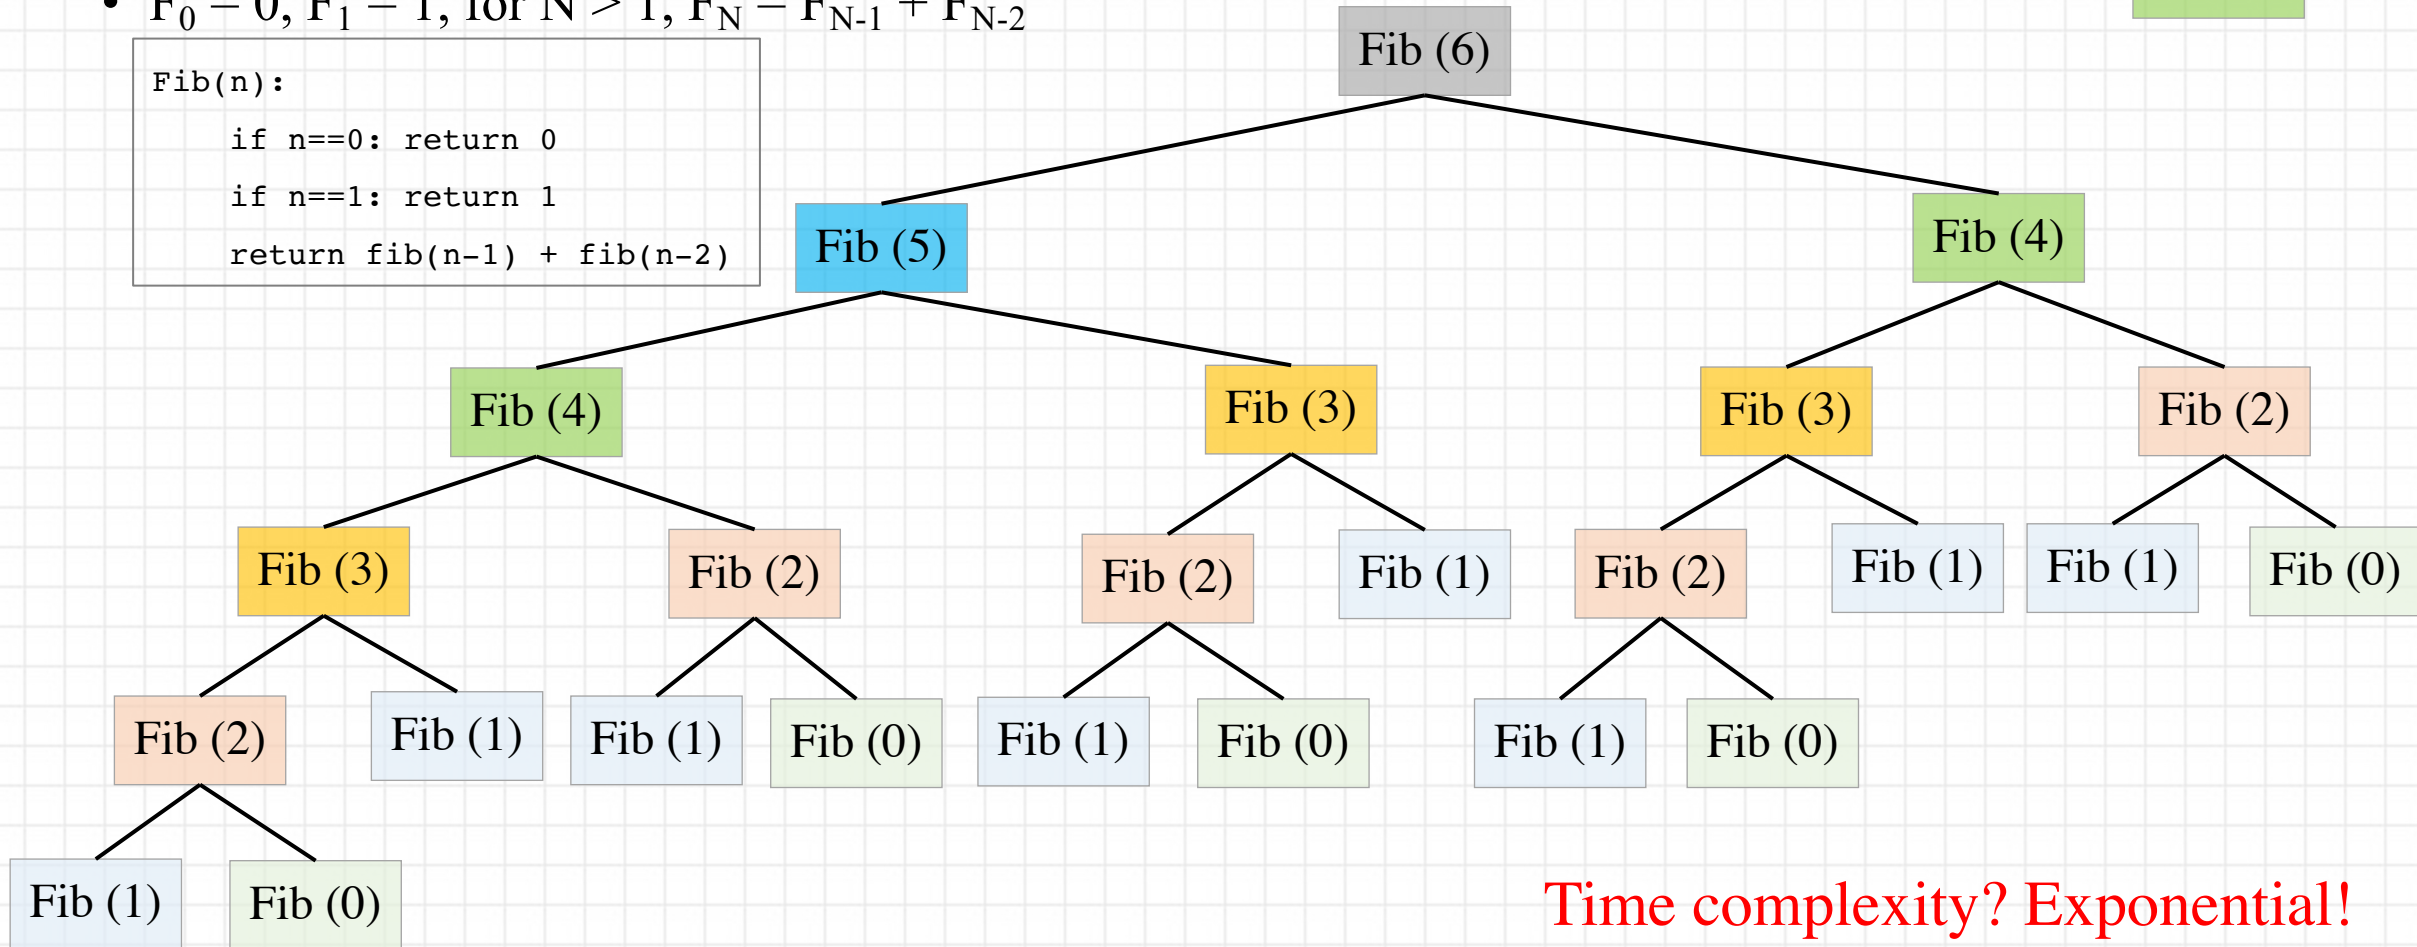 • F0 = 0, F1 = 1, for N > 1, FN = FN-1 + FN-2
Fib(n):
if n==0: return 0
if n==1: return 1
return fib(n-1) + fib(n-2)
Fib (6)
Fib (5)
Fib (4)
Fib (4)
Fib (3)
Fib (3)
Fib (2)
Fib (3)
Fib (2)
Fib (2)
Fib (1)
Fib (2)
Fib (1)
Fib (1)
Fib (0)
Fib (2)
Fib (1)
Fib (1)
Fib (0)
Fib (1)
Fib (0)
Fib (1)
Fib (0)
Fib (1)
Fib (0)
Time complexity? Exponential!